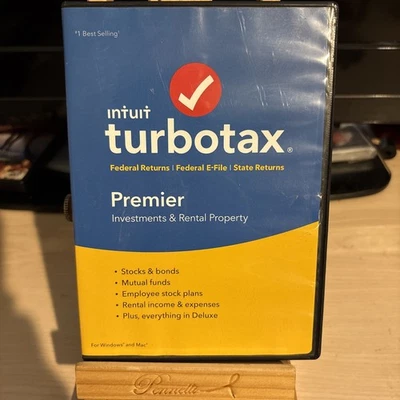 #1 Best Selling¹
intuit
turbotax®
Federal Returns | Federal E-File | State Returns
Premier
Investments & Rental Property
• Stocks & bonds
• Mutual funds
• Employee stock plans
• Rental income & expenses
• Plus, everything in Deluxe
For Windows® and Mac®